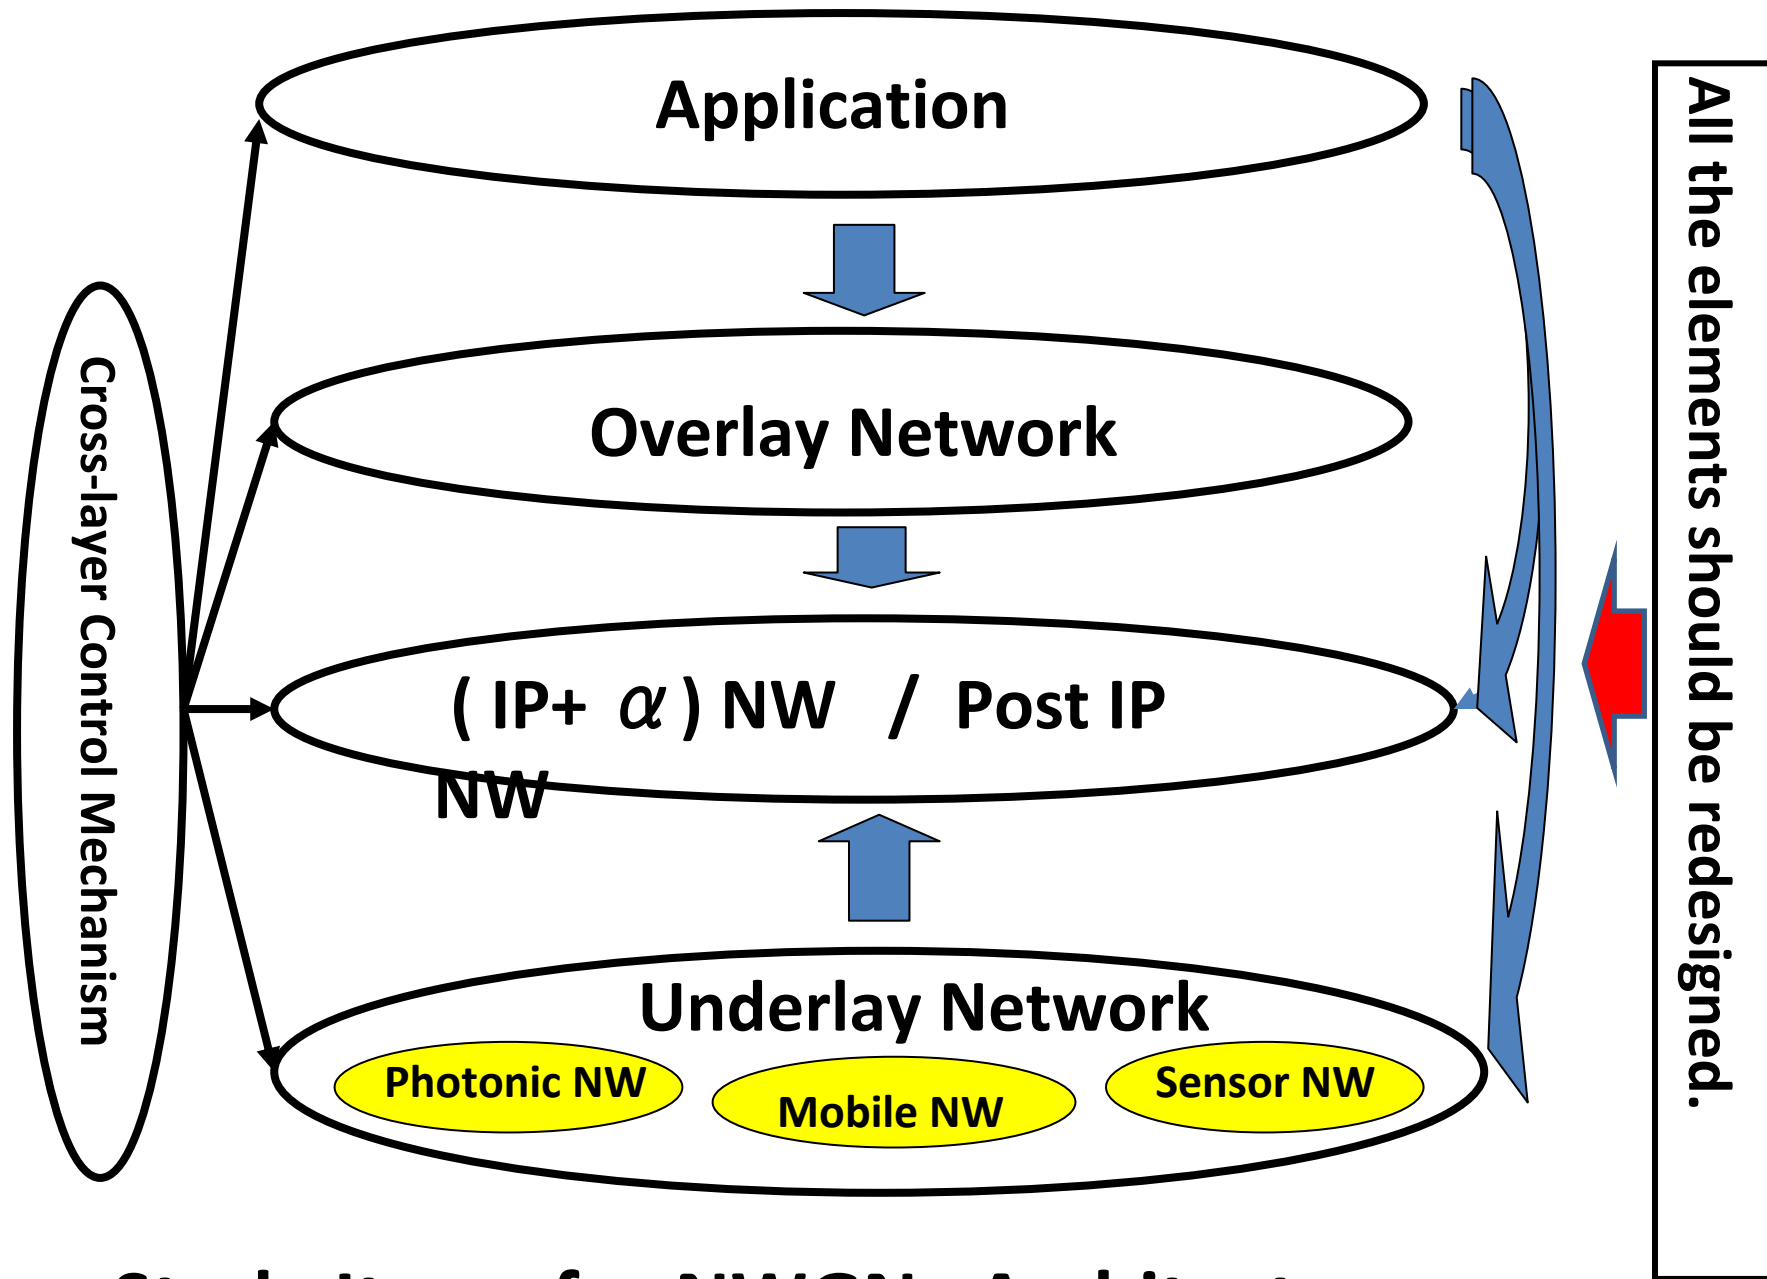 Application
Overlay Network
( IP+ α ) NW / Post IP
NW
Underlay Network
Photonic NW
Mobile NW
Sensor NW
Cross-layer Control Mechanism
All the elements should be redesigned.